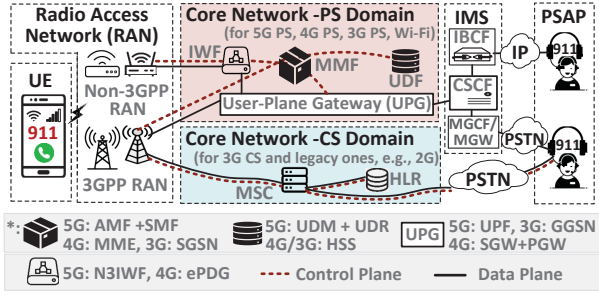 Radio Access
Network (RAN)
Core Network -PS Domain
(for 5G PS, 4G PS, 3G PS, Wi-Fi)
IMS
PSAP
IBCF
IWF
MMF
UDF
IP
911
UE
Non-3GPP
RAN
911
User-Plane Gateway (UPG)
CSCF
Core Network -CS Domain
(for 3G CS and legacy ones, e.g., 2G)
MGCF/
MGW
PSTN
911
3GPP RAN
MSC
HLR
PSTN
*:
5G: AMF +SMF
4G: MME, 3G: SGSN
5G: UDM + UDR
4G/3G: HSS
UPG
5G: UPF, 3G: GGSN
4G: SGW+PGW
5G: N3IWF, 4G: ePDG
Control Plane
Data Plane